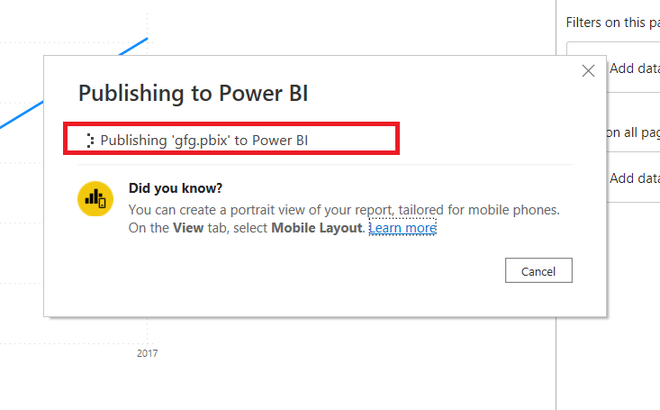 Filters on this pa
Publishing to Power BI
Add data
Publishing 'gfg.pbix' to Power BI
on all pag
Did you know?
Add data
You can create a portrait view of your report, tailored for mobile phones.
On the View tab, select Mobile Layout. Learn more
Cancel
2017